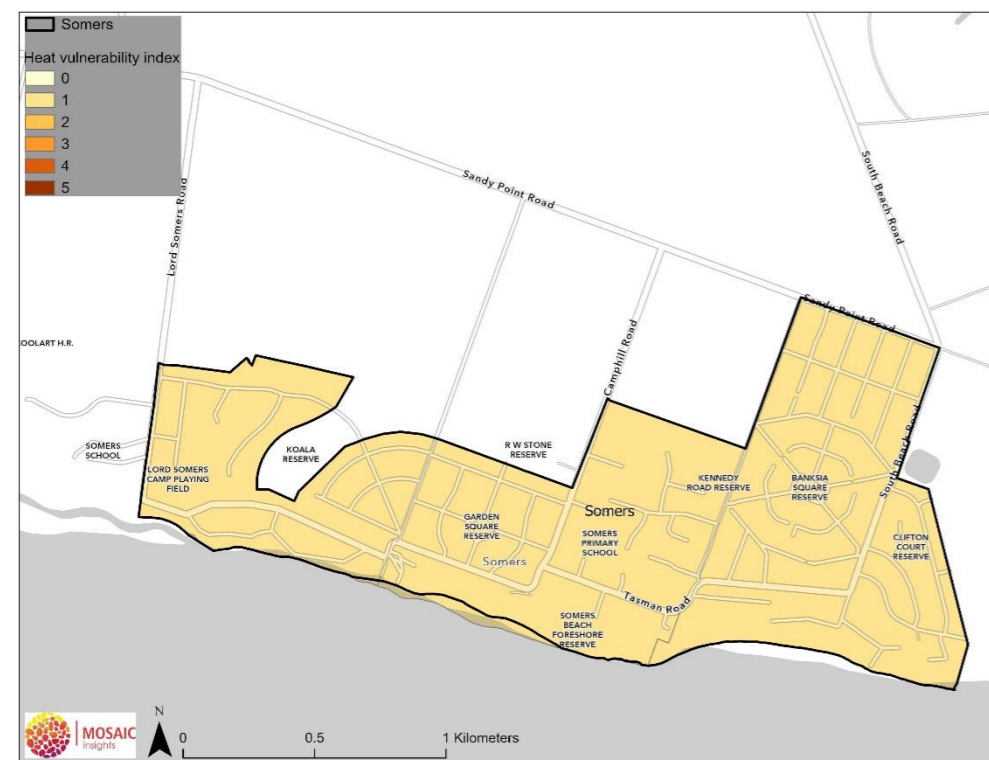 Somers
Heat vulnerability index
0
1
2
3
4
5
Lord Somers Road
Sandy Point Road
South Beach Road
Camphill Road
Sandy Point Road
South Beach Road
OOLART H.R.
SOMERS
SCHOOL
LORD SOMERS
CAMP PLAYING
FIELD
KOALA
RESERVE
R W STONE
RESERVE
GARDEN
SQUARE
RESERVE
Somers
Somers
SOMERS
PRIMARY
SCHOOL
KENNEDY
ROAD RESERVE
BANKSIA
SQUARE
RESERVE
CLIFTON
COURT
RESERVE
Tasman Road
SOMERS
BEACH
FORESHORE
RESERVE
MOSAIC
insights
N
0
0.5
1 Kilometers